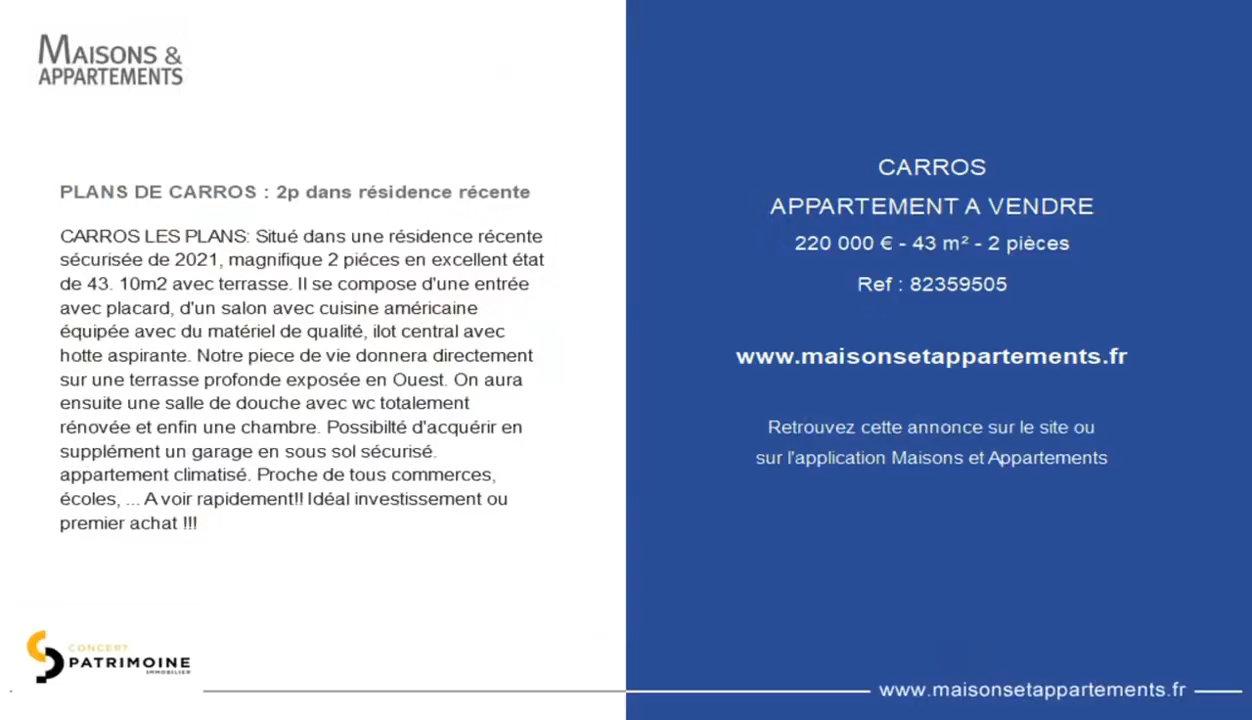 MAISONS &
APPARTEMENTS
PLANS DE CARROS : 2p dans résidence récente
CARROS LES PLANS: Situé dans une résidence récente
sécurisée de 2021, magnifique 2 piéces en excellent état
de 43. 10m2 avec terrasse. Il se compose d'une entrée
avec placard, d'un salon avec cuisine américaine
équipée avec du matériel de qualité, ilot central avec
hotte aspirante. Notre piece de vie donnera directement
sur une terrasse profonde exposée en Ouest. On aura
ensuite une salle de douche avec wc totalement
rénovée et enfin une chambre. Possibilté d'acquérir en
supplément un garage en sous sol sécurisé.
appartement climatisé. Proche de tous commerces,
écoles, ... A voir rapidement!! Idéal investissement ou
premier achat !!!
CONCERT
PATRIMOINE
IMMOBILIER
CARROS
APPARTEMENT A VENDRE
220 000 € - 43 m² - 2 pièces
Ref : 82359505
www.maisonsetappartements.fr
Retrouvez cette annonce sur le site ou
sur l'application Maisons et Appartements
www.maisonsetappartements.fr